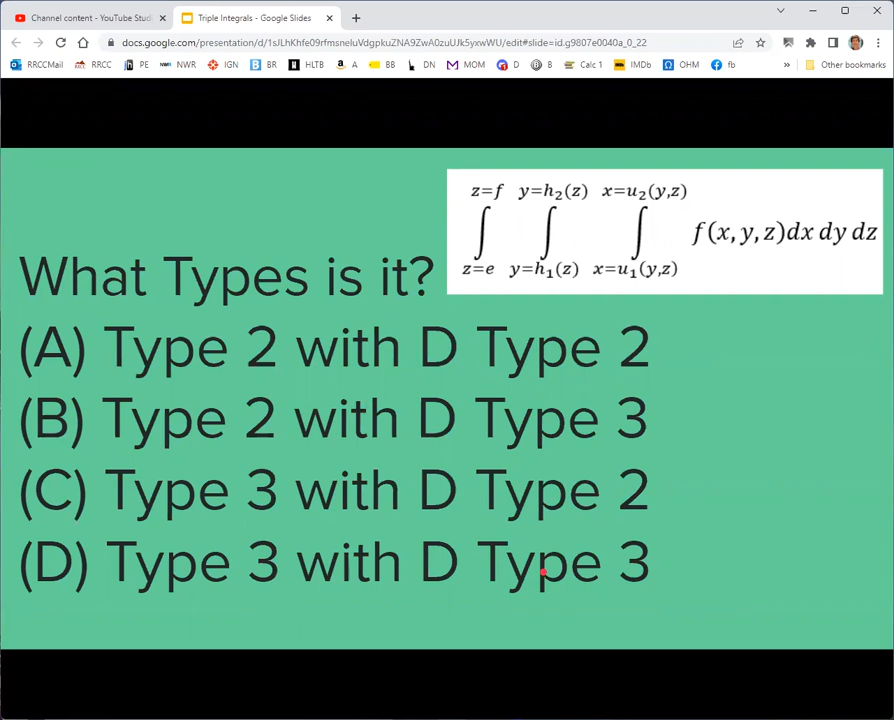 Channel content - YouTube Stud
Triple Integrals - Google Slides
docs.google.com/presentation/d/1sJLhKhfe09rfmsneluVdgpkuZNA9ZwA0zuUJk5yxwWU/edit#slide=id.g9807e0040a_0_22
RRCCMail RRCC PE NWR IGN BR HLTB A BB DN MOM D B Calc 1 IMDb OHM fb » Other bookmarks
z=f y=h₂(z) x=u₂(y,z)
∫ ∫ ∫ f(x,y,z)dx dy dz
z=e y=h₁(z) x=u₁(y,z)
What Types is it?
(A) Type 2 with D Type 2
(B) Type 2 with D Type 3
(C) Type 3 with D Type 2
(D) Type 3 with D Type 3